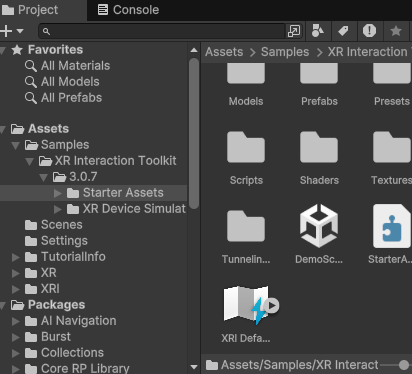 Project
Console
Favorites
All Materials
All Models
All Prefabs
Assets
Samples
XR Interaction Toolkit
3.0.7
Starter Assets
XR Device Simulat
Scenes
Settings
TutorialInfo
XR
XRI
Packages
AI Navigation
Burst
Collections
Core RP Library
Assets > Samples > XR Interaction
Models Prefabs Presets
Scripts Shaders Textures
Tunnelin... DemoSc... StarterA...
XRI Defa...
Assets/Samples/XR Interact